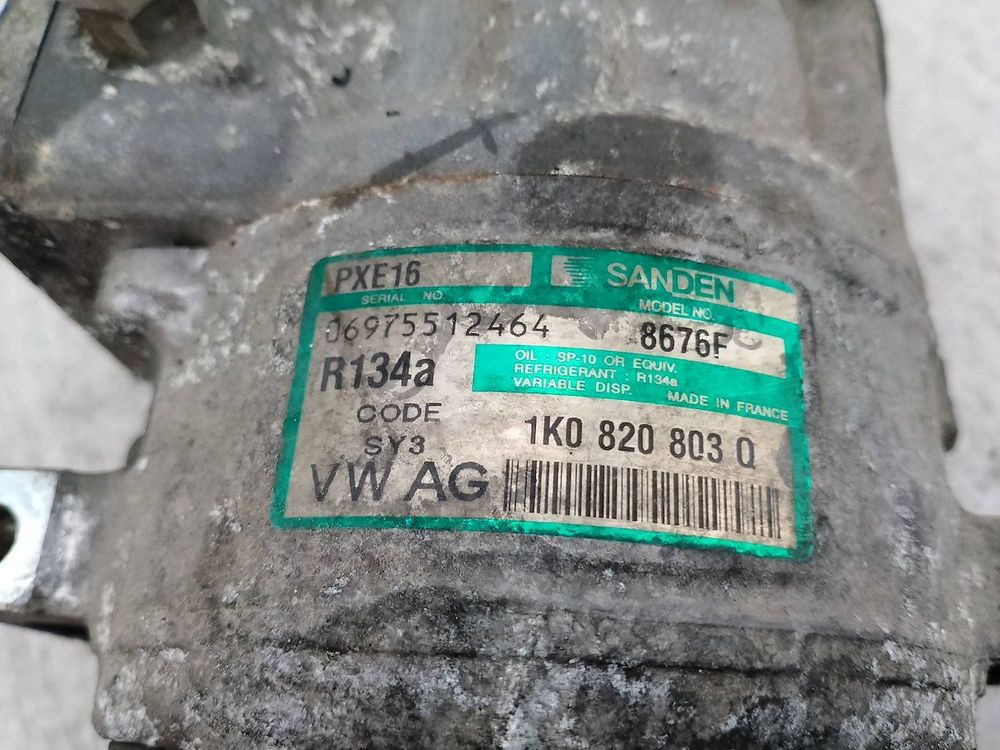 PXE16
SANDEN
SERIAL NO.
MODEL NO.
06975512464
8676F
R134a
OIL : SP-10 OR EQUIV.
REFRIGERANT : R134a
VARIABLE DISP.
MADE IN FRANCE
CODE
SY3
1K0 820 803 Q
VW AG